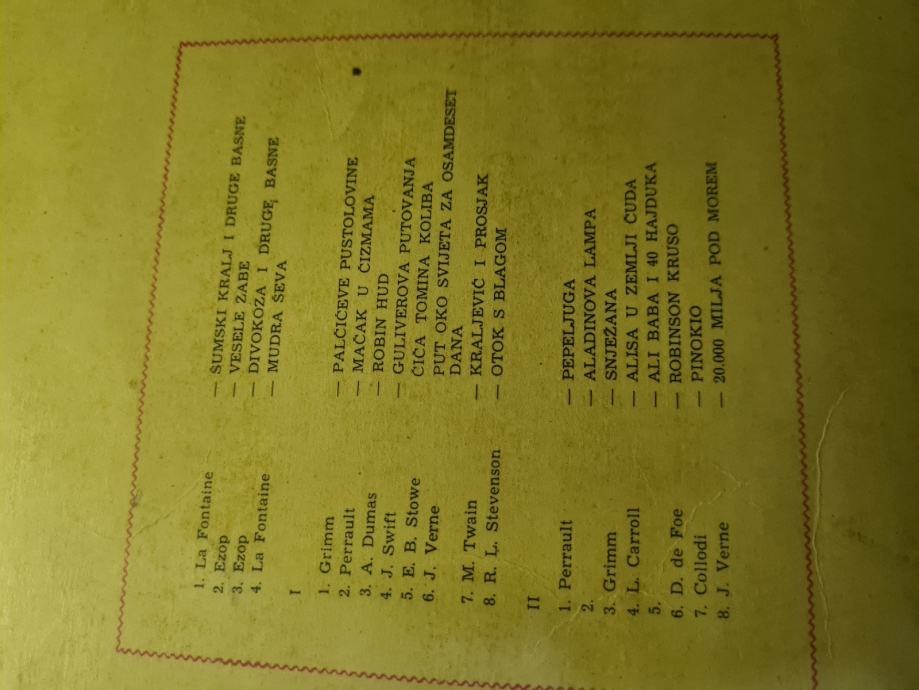 1. La Fontaine — ŠUMSKI KRALJ I DRUGE BASNE
2. Ezop — VESELE ŽABE
3. Ezop — DIVOKOZA I DRUGE BASNE
4. La Fontaine — MUDRA ŠEVA
I
1. Grimm — PALČIĆEVE PUSTOLOVINE
2. Perrault — MAČAK U ČIZMAMA
3. A. Dumas — ROBIN HUD
4. J. Swift — GULIVEROVA PUTOVANJA
5. E. B. Stowe ČIČA TOMINA KOLIBA
6. J. Verne PUT OKO SVIJETA ZA OSAMDESET
DANA
7. M. Twain — KRALJEVIĆ I PROSJAK
8. R. L. Stevenson — OTOK S BLAGOM
II
1. Perrault — PEPELJUGA
2. — ALADINOVA LAMPA
3. Grimm — SNJEŽANA
4. L. Carroll — ALISA U ZEMLJI ČUDA
5. — ALI BABA I 40 HAJDUKA
6. D. de Foe — ROBINSON KRUSO
7. Collodi — PINOKIO
8. J. Verne — 20.000 MILJA POD MOREM